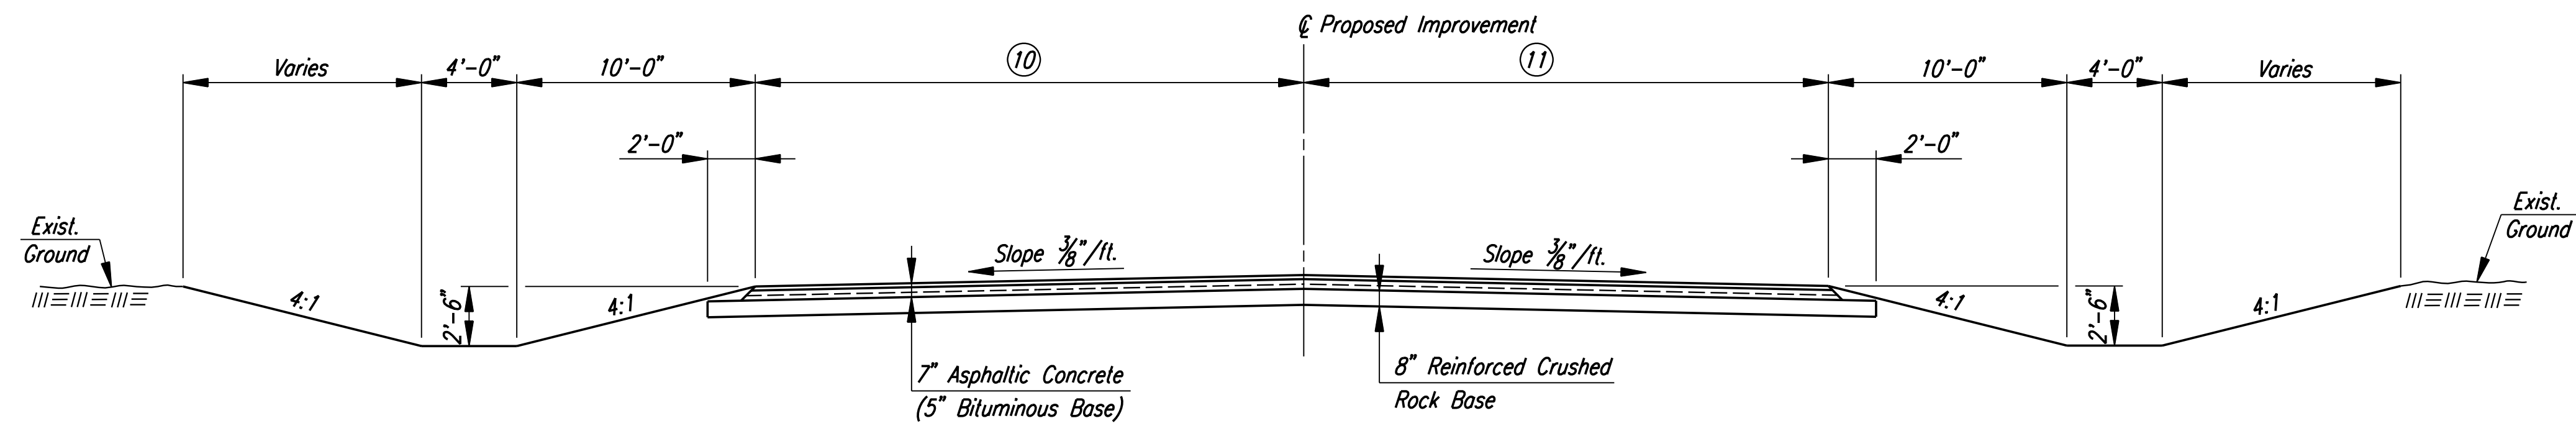 ℄ Proposed Improvement
Varies
4'-0"
10'-0"
10
11
10'-0"
4'-0"
Varies
2'-0"
2'-0"
Exist.
Ground
Exist.
Ground
Slope 3/8"/ft.
Slope 3/8"/ft.
4:1
2'-6"
4:1
4:1
2'-6"
4:1
7" Asphaltic Concrete
(5" Bituminous Base)
8" Reinforced Crushed
Rock Base